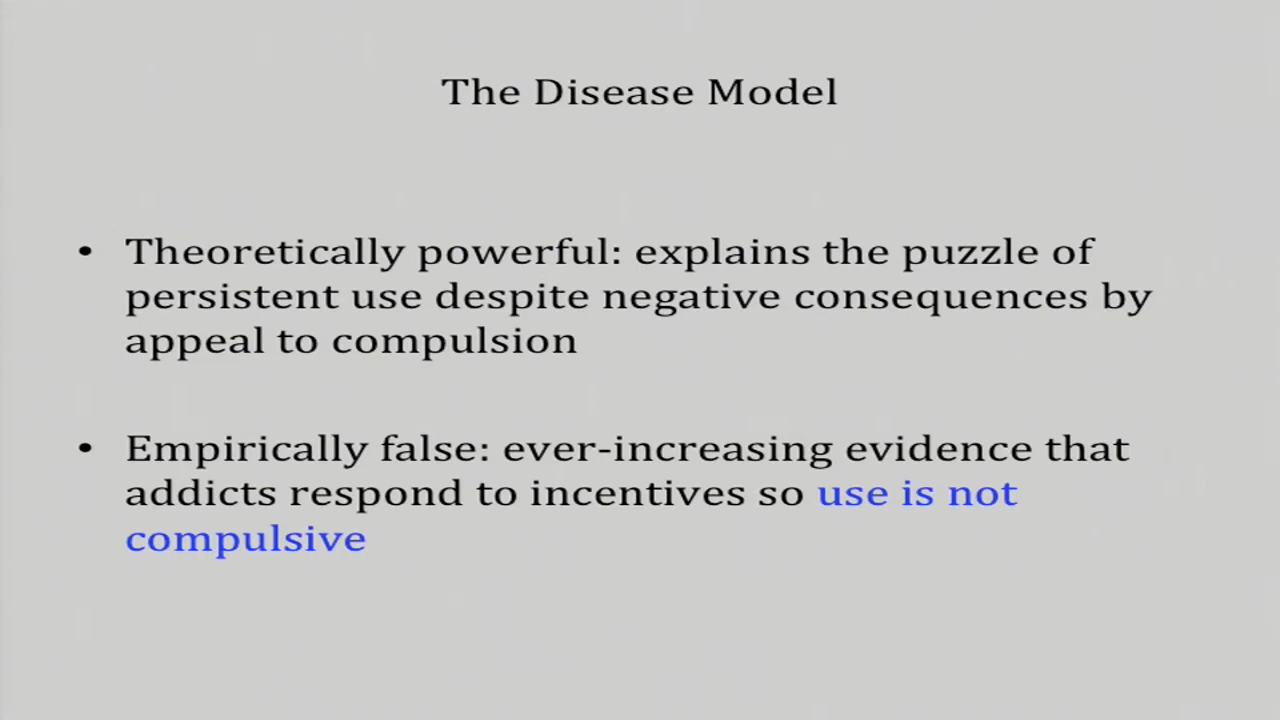 The Disease Model
• Theoretically powerful: explains the puzzle of
persistent use despite negative consequences by
appeal to compulsion
• Empirically false: ever-increasing evidence that
addicts respond to incentives so use is not
compulsive